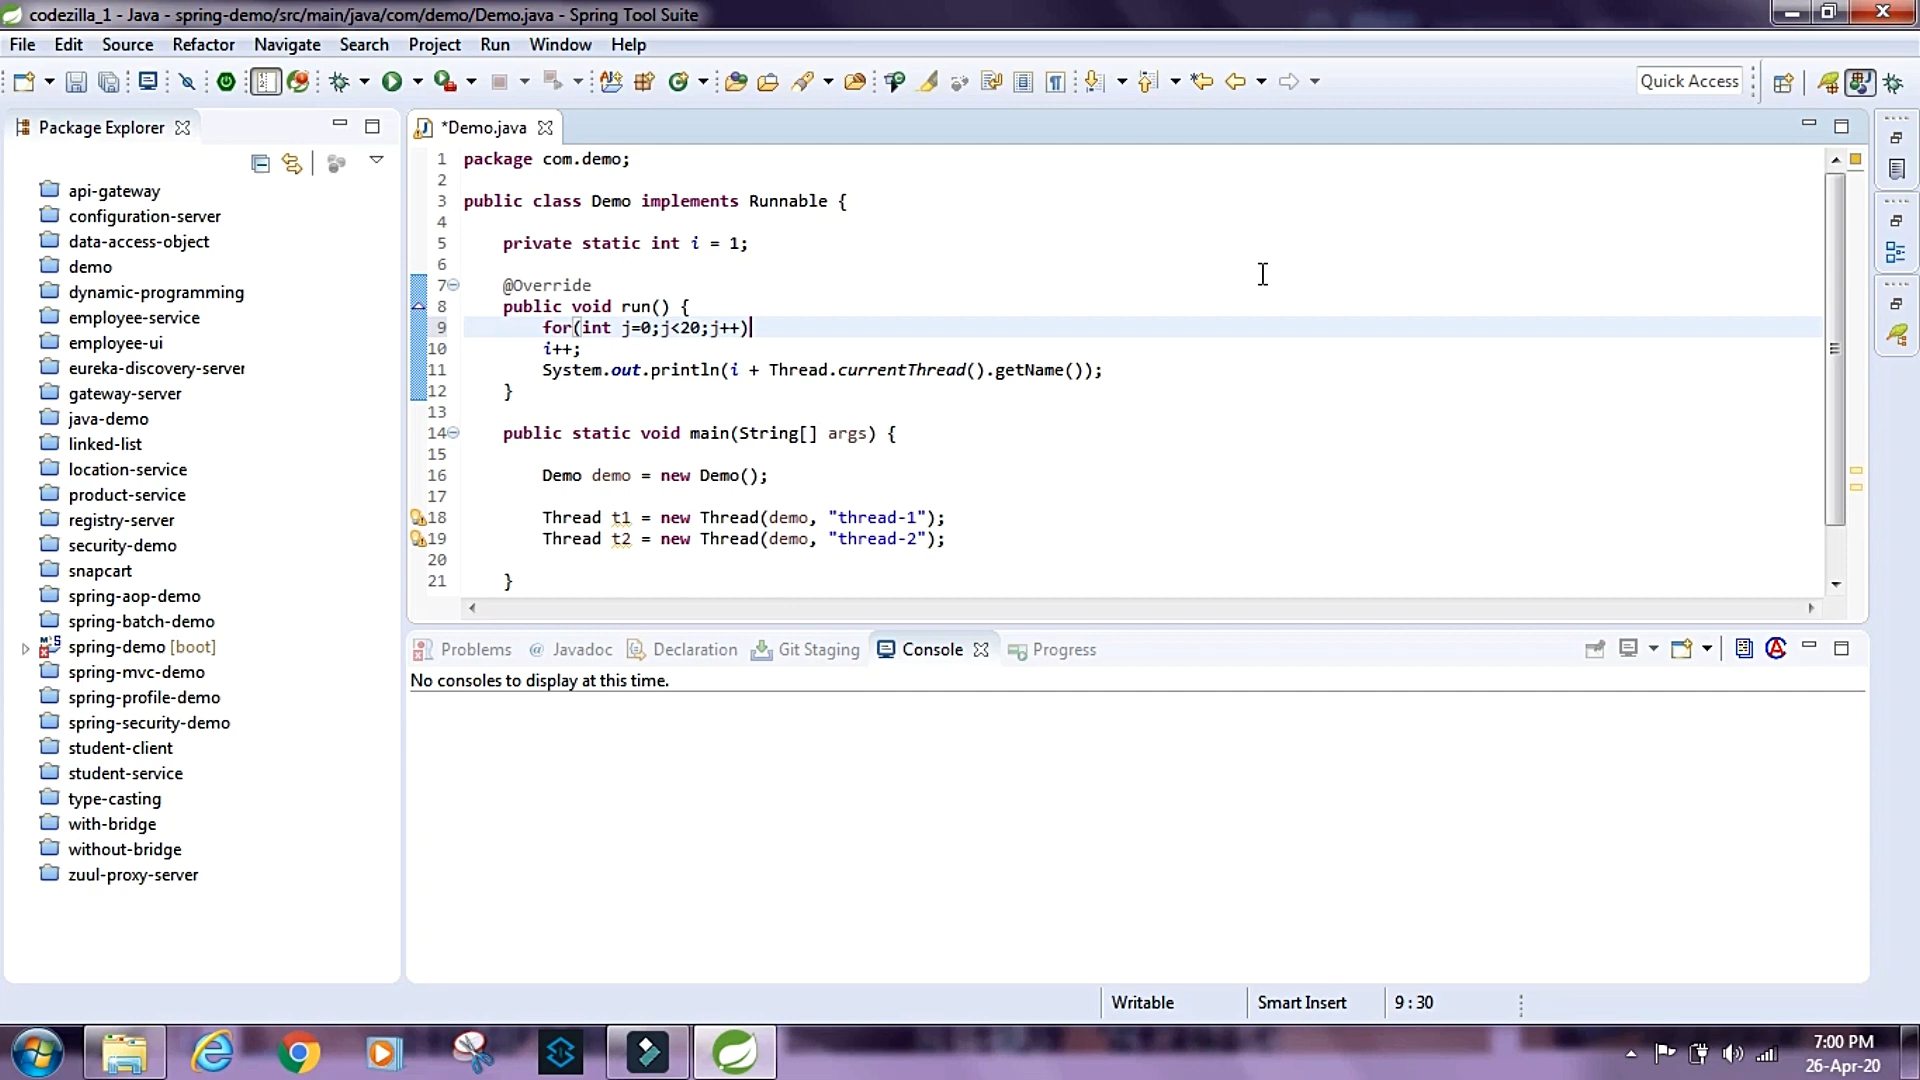 codezilla_1 - Java - spring-demo/src/main/java/com/demo/Demo.java - Spring Tool Suite
File Edit Source Refactor Navigate Search Project Run Window Help
Quick Access
Package Explorer
api-gateway
configuration-server
data-access-object
demo
dynamic-programming
employee-service
employee-ui
eureka-discovery-server
gateway-server
java-demo
linked-list
location-service
product-service
registry-server
security-demo
snapcart
spring-aop-demo
spring-batch-demo
spring-demo [boot]
spring-mvc-demo
spring-profile-demo
spring-security-demo
student-client
student-service
type-casting
with-bridge
without-bridge
zuul-proxy-server
*Demo.java
1 package com.demo;
2
3 public class Demo implements Runnable {
4
5 private static int i = 1;
6
7 @Override
8 public void run() {
9 for(int j=0;j<20;j++)
10 i++;
11 System.out.println(i + Thread.currentThread().getName());
12 }
13
14 public static void main(String[] args) {
15
16 Demo demo = new Demo();
17
18 Thread t1 = new Thread(demo, "thread-1");
19 Thread t2 = new Thread(demo, "thread-2");
20
21 }
Problems @ Javadoc Declaration Git Staging Console Progress
No consoles to display at this time.
Writable Smart Insert 9 : 30
7:00 PM
26-Apr-20